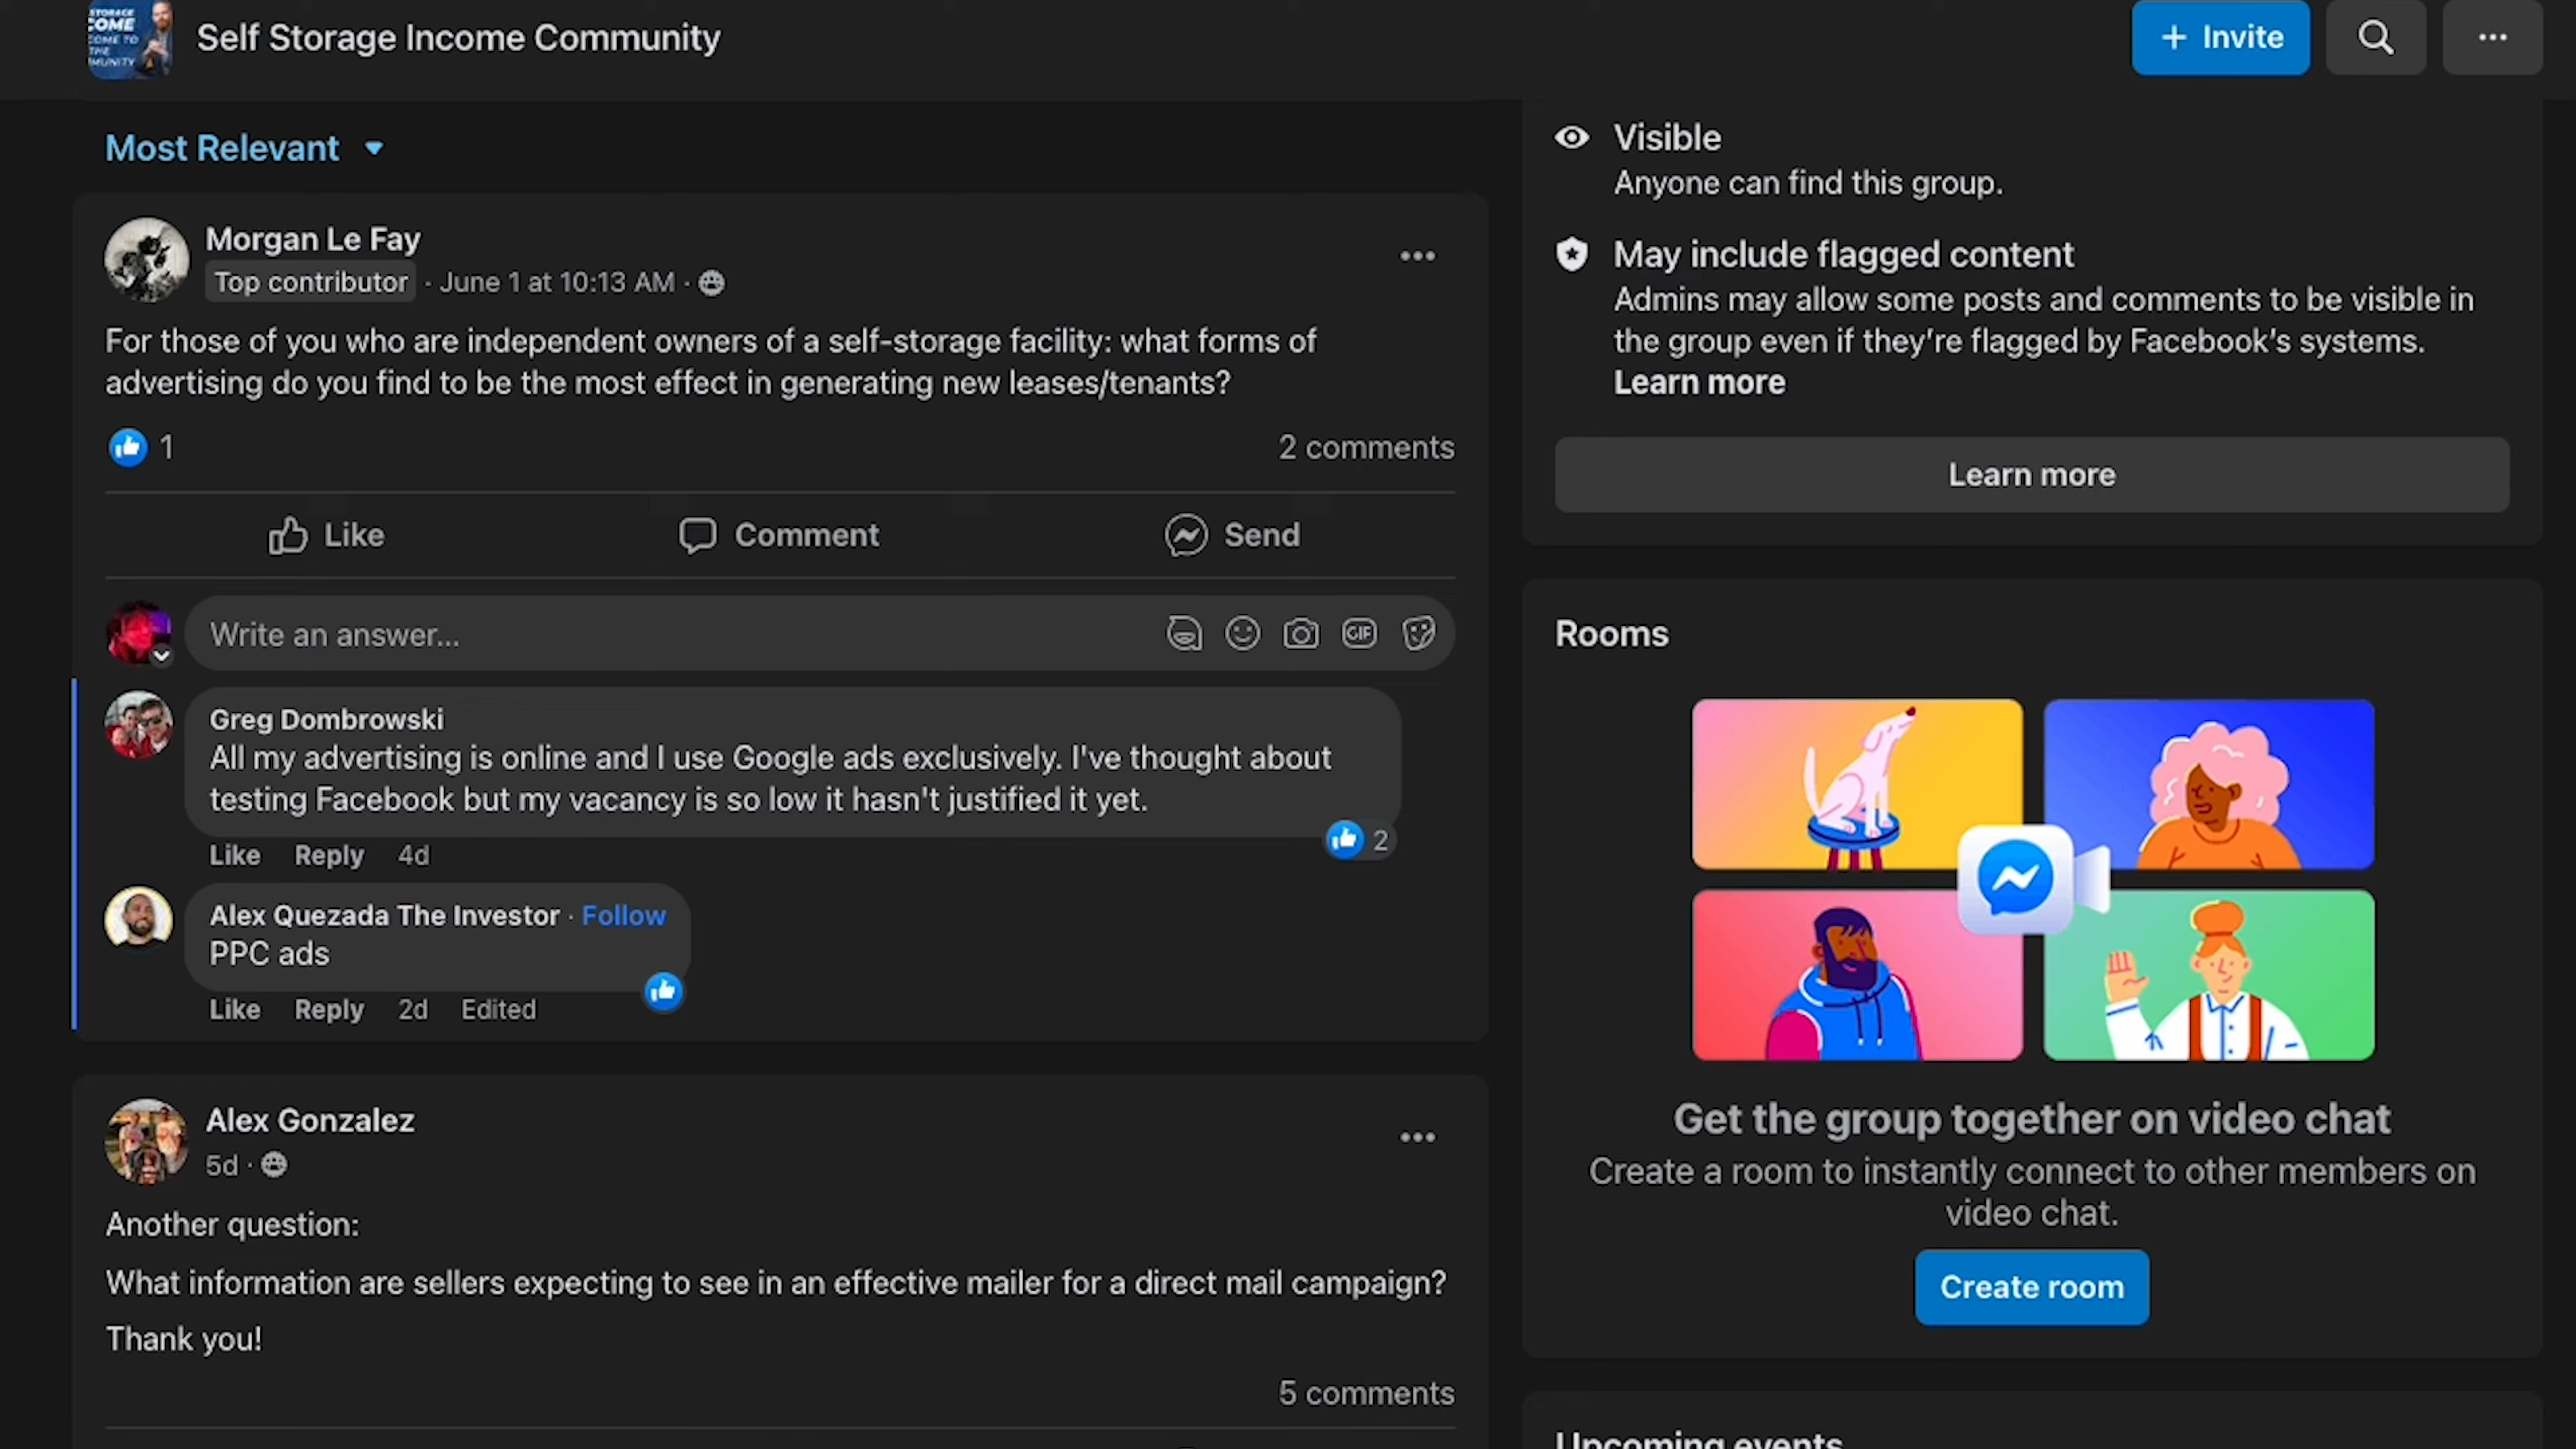 STORAGE
COME
COME TO
THE
MUNITY
Self Storage Income Community
+ Invite
Most Relevant
Morgan Le Fay
Top contributor · June 1 at 10:13 AM ·
For those of you who are independent owners of a self-storage facility: what forms of
advertising do you find to be the most effect in generating new leases/tenants?
1
2 comments
Like
Comment
Send
Write an answer...
GIF
Greg Dombrowski
All my advertising is online and I use Google ads exclusively. I've thought about
testing Facebook but my vacancy is so low it hasn't justified it yet.
2
Like Reply 4d
Alex Quezada The Investor · Follow
PPC ads
Like Reply 2d Edited
Alex Gonzalez
5d ·
Another question:
What information are sellers expecting to see in an effective mailer for a direct mail campaign?
Thank you!
5 comments
Visible
Anyone can find this group.
May include flagged content
Admins may allow some posts and comments to be visible in
the group even if they’re flagged by Facebook’s systems.
Learn more
Learn more
Rooms
Get the group together on video chat
Create a room to instantly connect to other members on
video chat.
Create room
Upcoming events